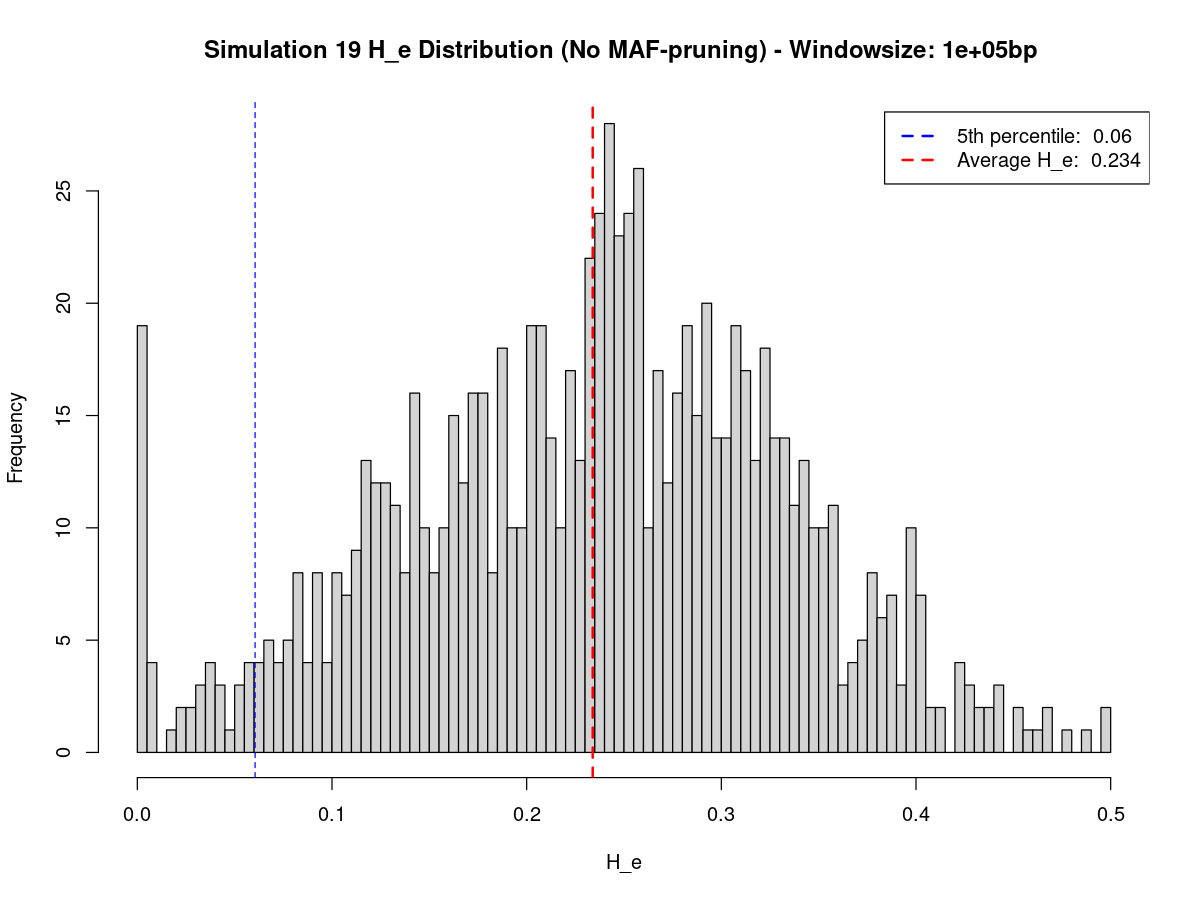 Simulation 19 H_e Distribution (No MAF-pruning) - Windowsize: 1e+05bp
5th percentile:  0.06
Average H_e:  0.234
Frequency
25
20
15
10
5
0
0.0 0.1 0.2 0.3 0.4 0.5
H_e